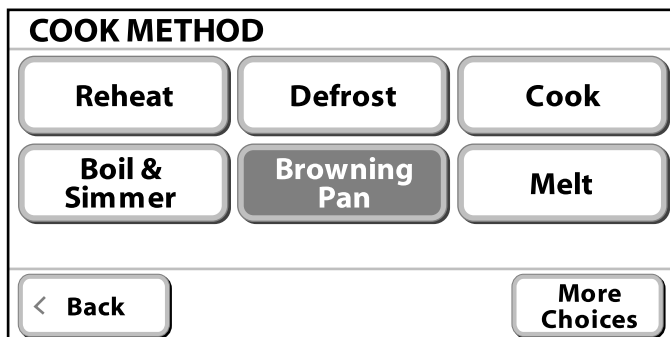 COOK METHOD
Reheat
Defrost
Cook
Boil &
Simmer
Browning
Pan
Melt
< Back
More
Choices